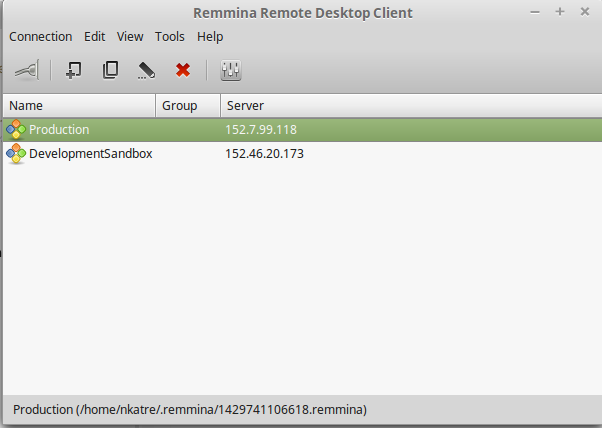 Remmina Remote Desktop Client
Connection Edit View Tools Help
Name Group Server
Production 152.7.99.118
DevelopmentSandbox 152.46.20.173
Production (/home/nkatre/.remmina/1429741106618.remmina)